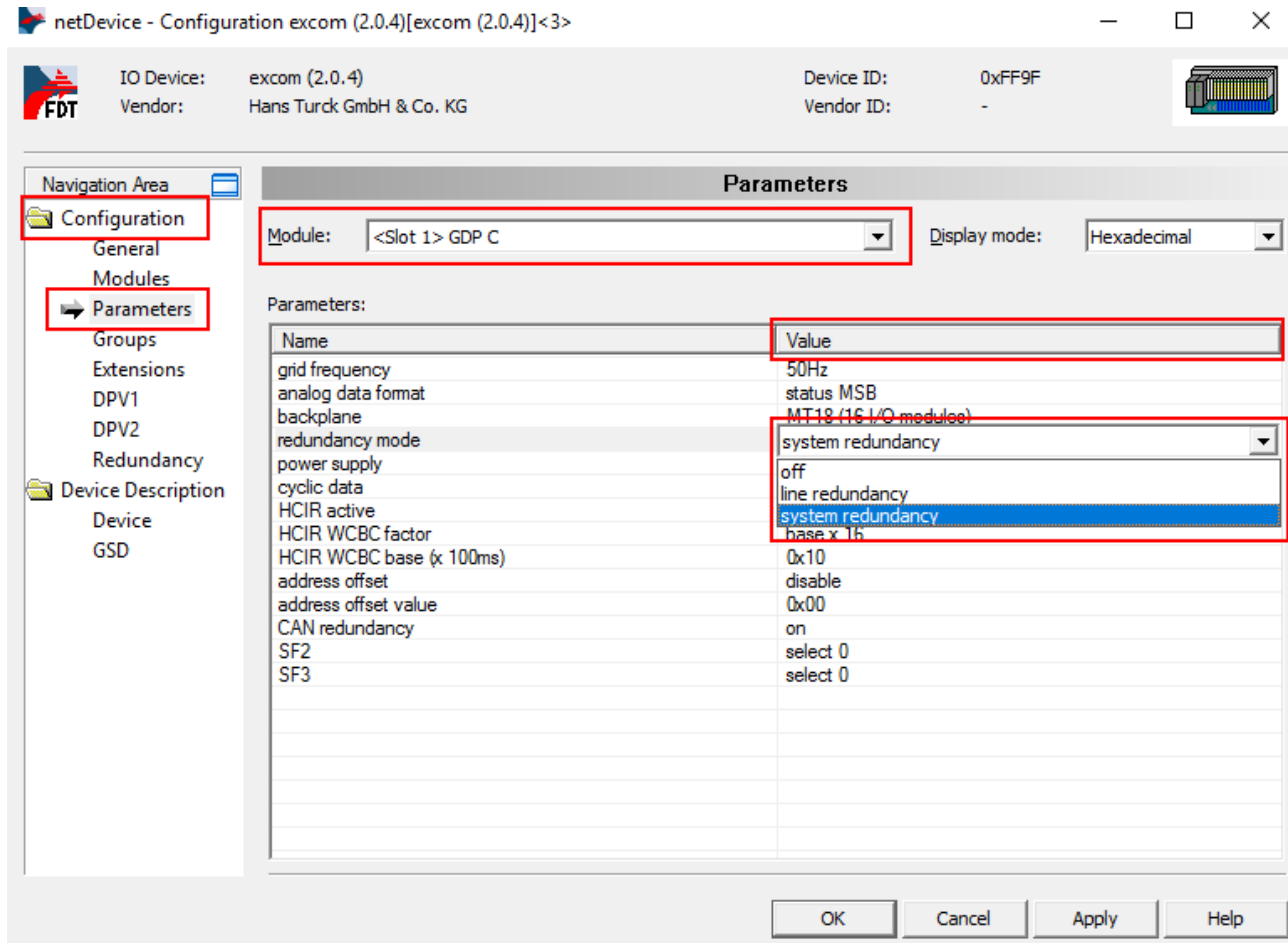 netDevice - Configuration excom (2.0.4)[excom (2.0.4)]<3>
IO Device: excom (2.0.4) Device ID: 0xFF9F
Vendor: Hans Turck GmbH & Co. KG Vendor ID: -
FDT
Navigation Area
Configuration
General
Modules
Parameters
Groups
Extensions
DPV1
DPV2
Redundancy
Device Description
Device
GSD
Parameters
Module: <Slot 1> GDP C Display mode: Hexadecimal
Parameters:
Name Value
grid frequency 50Hz
analog data format status MSB
backplane MT18 (16 I/O modules)
redundancy mode system redundancy
power supply off
cyclic data line redundancy
HCIR active system redundancy
HCIR WCBC factor base x 16
HCIR WCBC base (x 100ms) 0x10
address offset disable
address offset value 0x00
CAN redundancy on
SF2 select 0
SF3 select 0
OK Cancel Apply Help